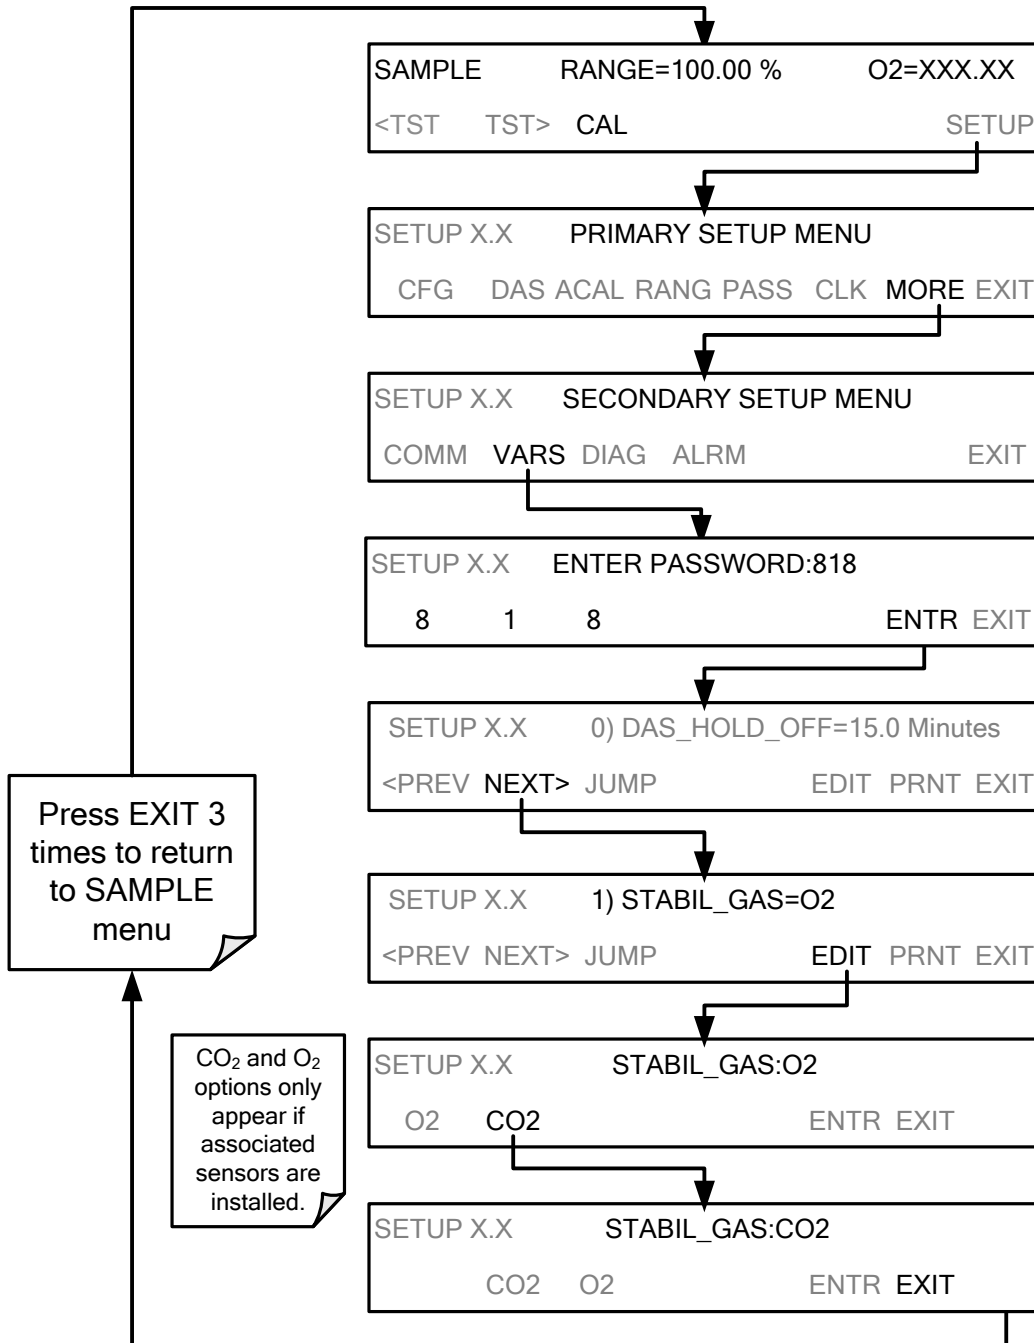 SAMPLE RANGE=100.00 % O2=XXX.XX
<TST TST> CAL SETUP
SETUP X.X PRIMARY SETUP MENU
CFG DAS ACAL RANG PASS CLK MORE EXIT
SETUP X.X SECONDARY SETUP MENU
COMM VARS DIAG ALRM EXIT
SETUP X.X ENTER PASSWORD:818
8 1 8 ENTR EXIT
SETUP X.X 0) DAS_HOLD_OFF=15.0 Minutes
<PREV NEXT> JUMP EDIT PRNT EXIT
Press EXIT 3
times to return
to SAMPLE
menu
SETUP X.X 1) STABIL_GAS=O2
<PREV NEXT> JUMP EDIT PRNT EXIT
CO₂ and O₂
options only
appear if
associated
sensors are
installed.
SETUP X.X STABIL_GAS:O2
O2 CO2 ENTR EXIT
SETUP X.X STABIL_GAS:CO2
CO2 O2 ENTR EXIT